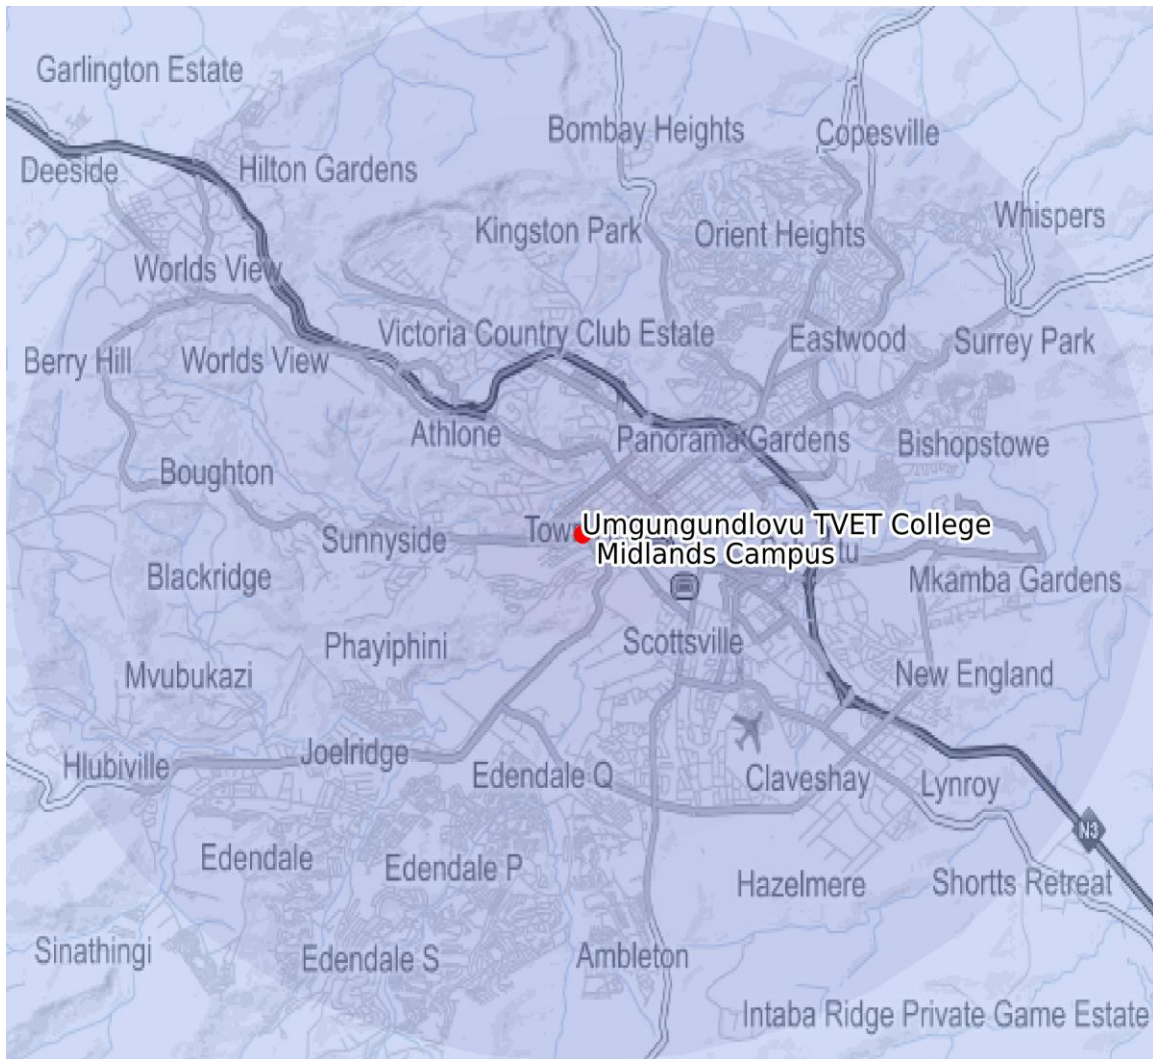 Garlington Estate
Bombay Heights
Copesville
Deeside
Hilton Gardens
Whispers
Kingston Park
Orient Heights
Worlds View
Victoria Country Club Estate
Eastwood
Surrey Park
Berry Hill
Worlds View
Athlone
Panorama Gardens
Bishopstowe
Boughton
Sunnyside
Umgungundlovu TVET College
Midlands Campus
Blackridge
Mkamba Gardens
Phayiphini
Scottsville
Mvubukazi
New England
Joelridge
Hlubiville
Edendale Q
Claveshay
Lynroy
N3
Edendale
Edendale P
Hazelmere
Shortts Retreat
Sinathingi
Edendale S
Ambleton
Intaba Ridge Private Game Estate